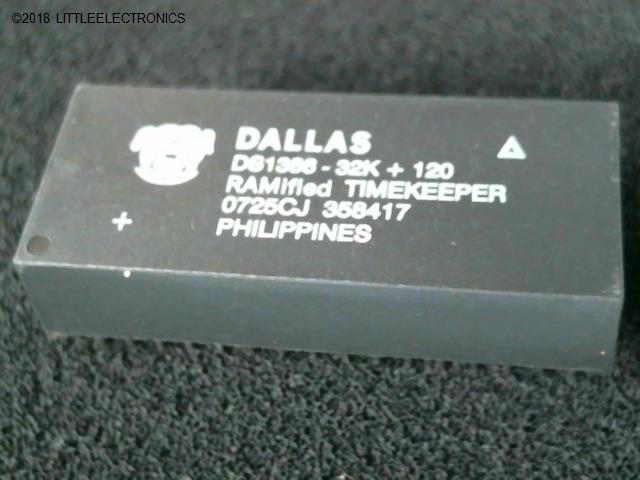 ©2018 LITTLEELECTRONICS
DALLAS
DS1386-32K + 120
RAMified TIMEKEEPER
0725CJ 358417
+
PHILIPPINES